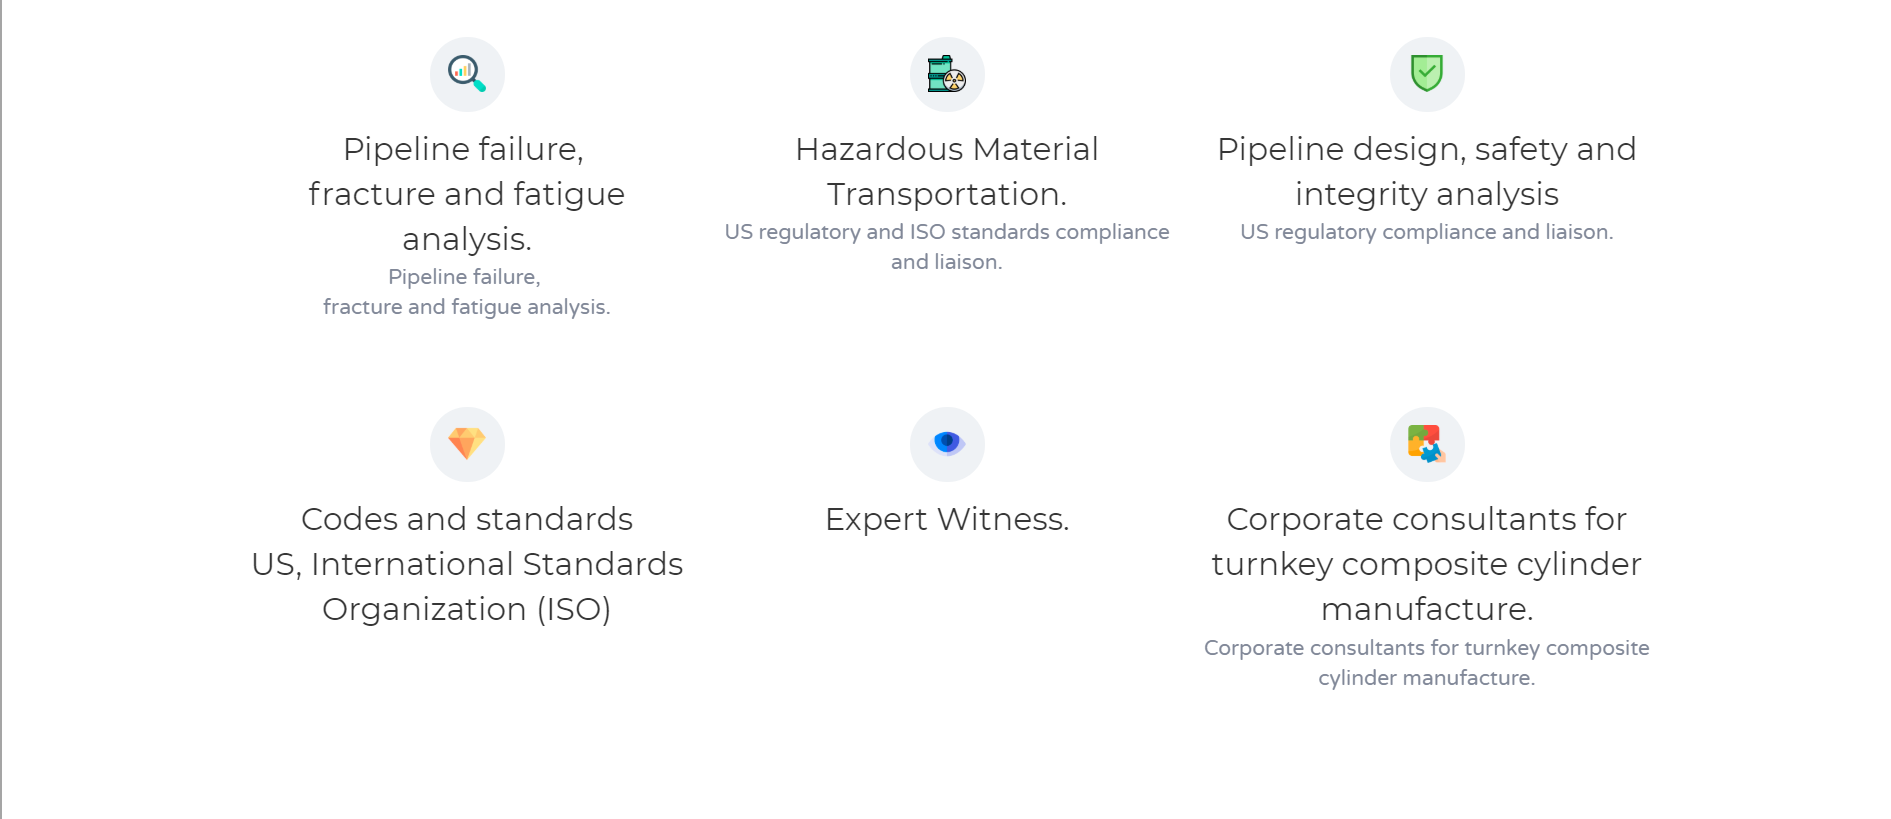 Pipeline failure,
fracture and fatigue
analysis.
Pipeline failure,
fracture and fatigue analysis.
Hazardous Material
Transportation.
US regulatory and ISO standards compliance
and liaison.
Pipeline design, safety and
integrity analysis
US regulatory compliance and liaison.
Codes and standards
US, International Standards
Organization (ISO)
Expert Witness.
Corporate consultants for
turnkey composite cylinder
manufacture.
Corporate consultants for turnkey composite
cylinder manufacture.